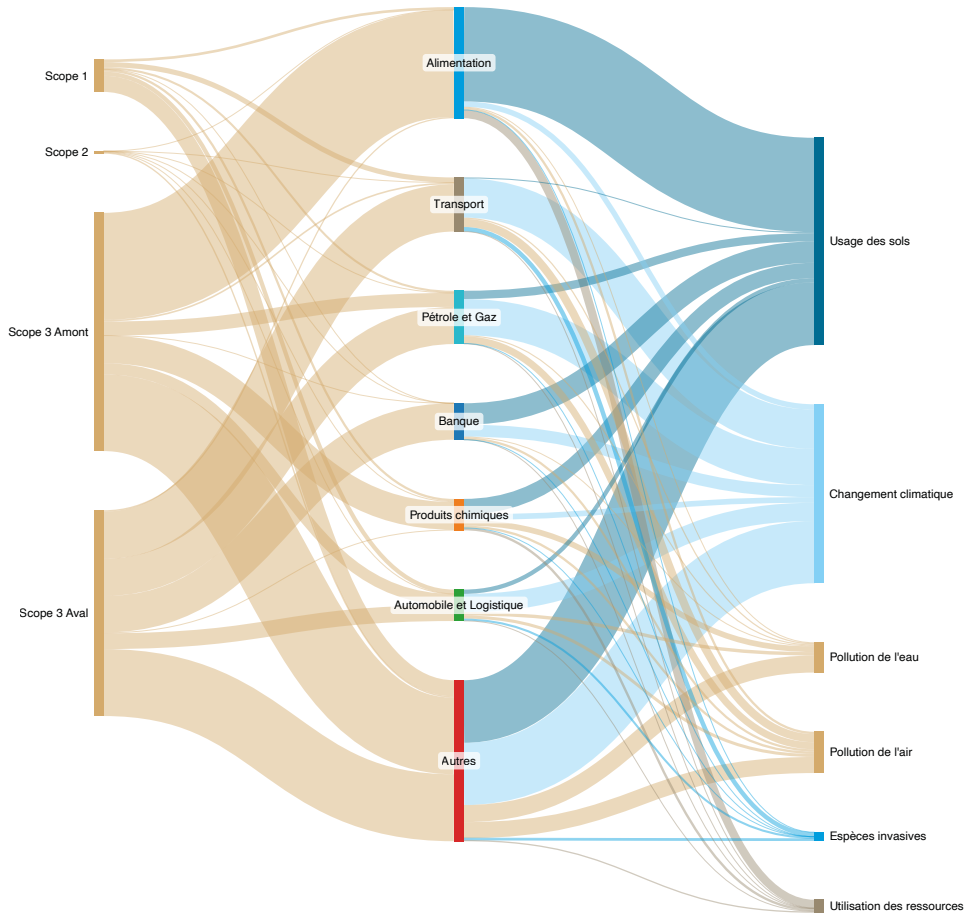 Scope 1
Scope 2
Scope 3 Amont
Scope 3 Aval
Alimentation
Transport
Pétrole et Gaz
Banque
Produits chimiques
Automobile et Logistique
Autres
Usage des sols
Changement climatique
Pollution de l'eau
Pollution de l'air
Espèces invasives
Utilisation des ressources